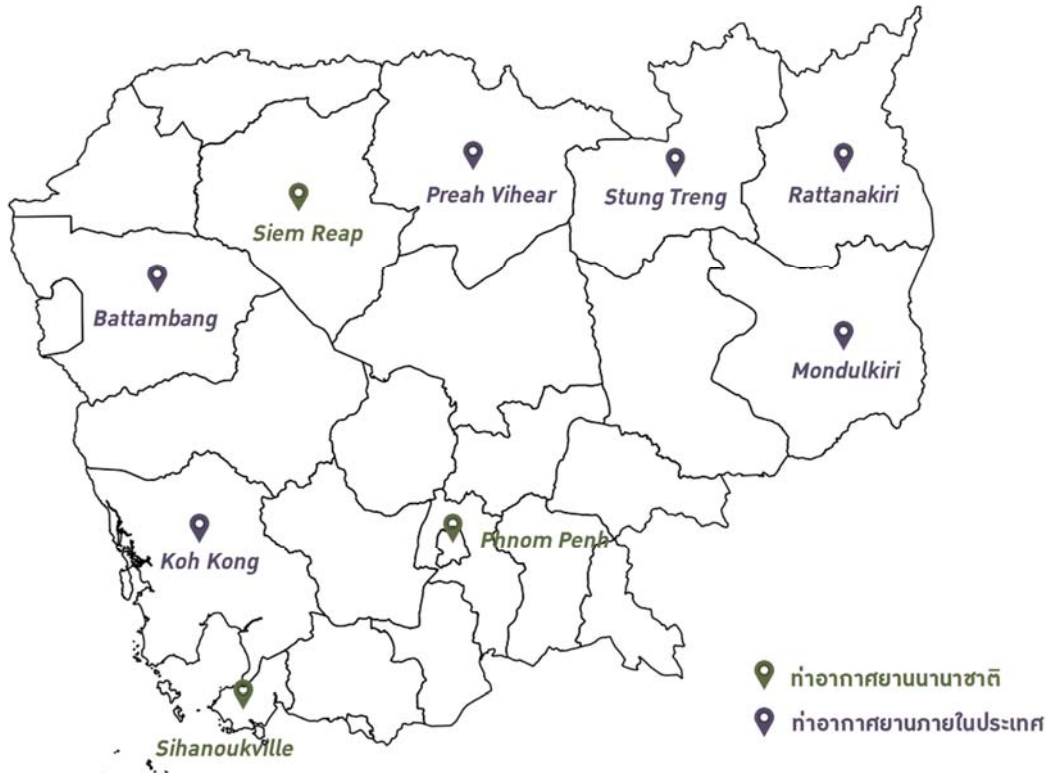 Preah Vihear
Stung Treng
Rattanakiri
Siem Reap
Battambang
Mondulkiri
Phnom Penh
Koh Kong
ท่าอากาศยานนานาชาติ
ท่าอากาศยานภายในประเทศ
Sihanoukville